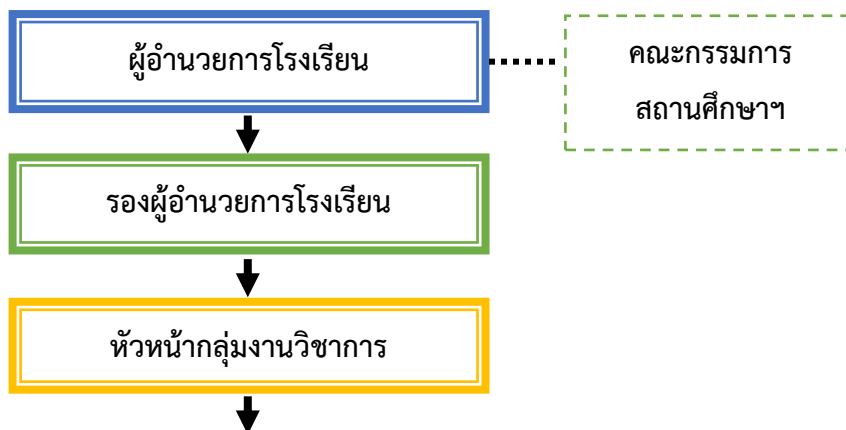 ผู้อำนวยการโรงเรียน
คณะกรรมการ
สถานศึกษาฯ
รองผู้อำนวยการโรงเรียน
หัวหน้ากลุ่มงานวิชาการ